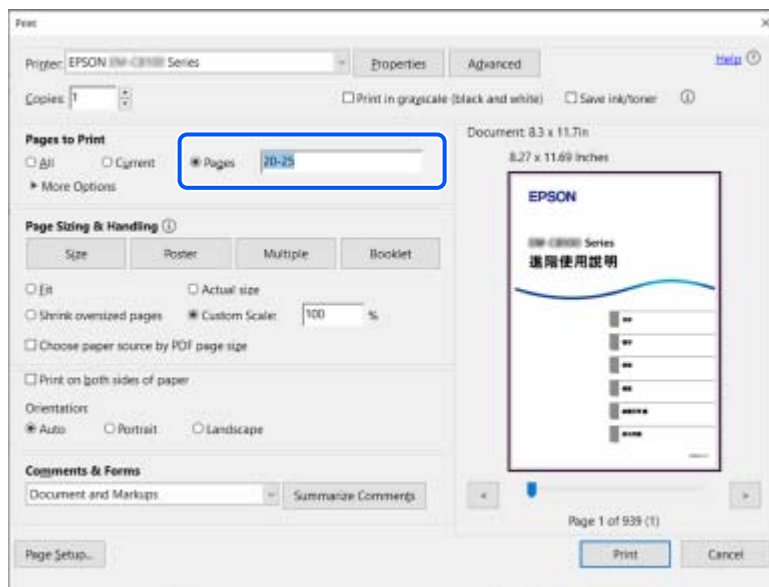 Print
Printer: EPSON Series
Properties
Advanced
Help
Copies: 1
Print in grayscale (black and white)
Save ink/toner
Pages to Print
All
Current
Pages
20-25
More Options
Page Sizing & Handling
Size
Poster
Multiple
Booklet
Fit
Actual size
Shrink oversized pages
Custom Scale:
100
%
Choose paper source by PDF page size
Print on both sides of paper
Orientation:
Auto
Portrait
Landscape
Comments & Forms
Document and Markups
Summarize Comments
Page Setup...
Document: 8.3 x 11.7in
8.27 x 11.69 Inches
EPSON
Series
進階使用說明
<
>
Page 1 of 939 (1)
Print
Cancel